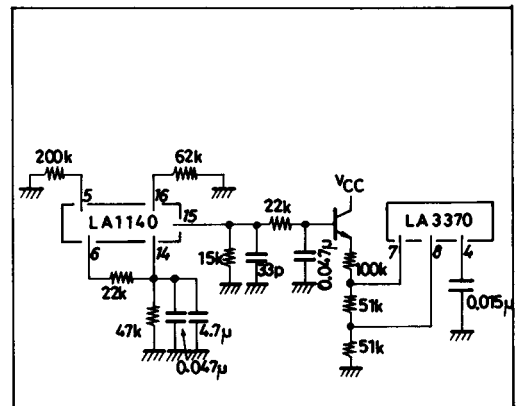 200k
62k
5
16
LA1140
15
6
14
22k
VCC
LA3370
7
8
4
15k
33p
0.047µ
100k
22k
51k
0.015µ
47k
4.7µ
51k
0.047µ